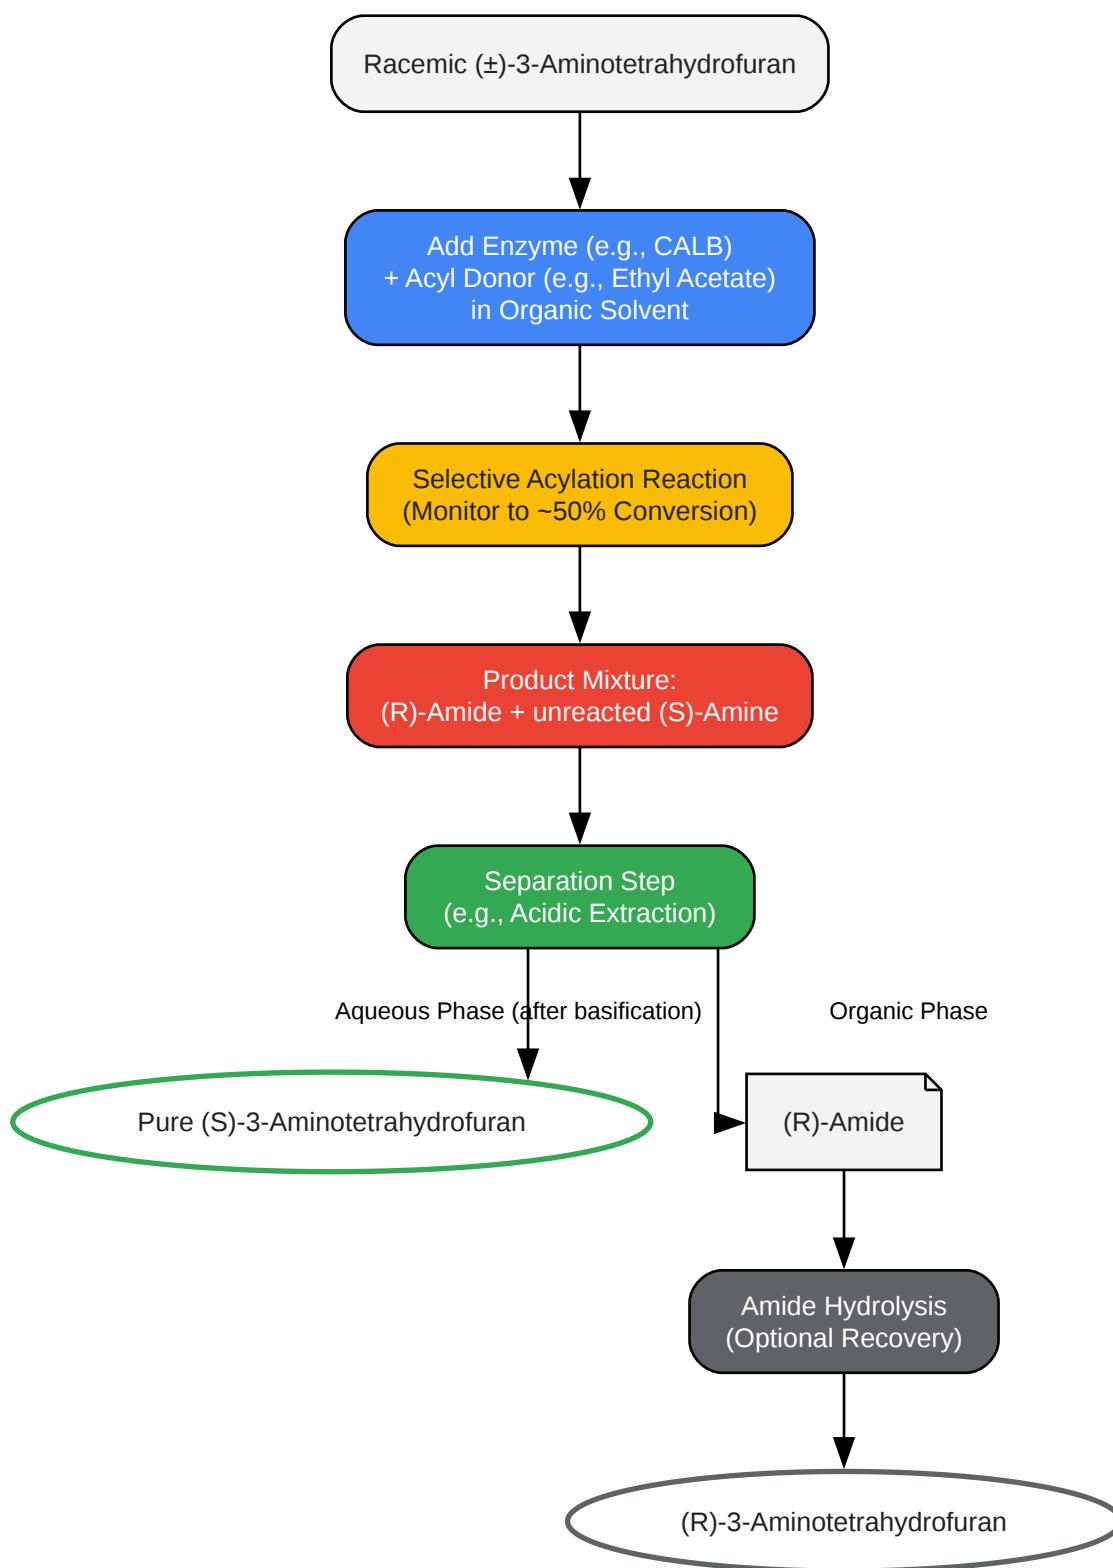 Racemic (±)-3-Aminotetrahydrofuran
Add Enzyme (e.g., CALB)
+ Acyl Donor (e.g., Ethyl Acetate)
in Organic Solvent
Selective Acylation Reaction
(Monitor to ~50% Conversion)
Product Mixture:
(R)-Amide + unreacted (S)-Amine
Separation Step
(e.g., Acidic Extraction)
Aqueous Phase (after basification)
Organic Phase
Pure (S)-3-Aminotetrahydrofuran
(R)-Amide
Amide Hydrolysis
(Optional Recovery)
(R)-3-Aminotetrahydrofuran